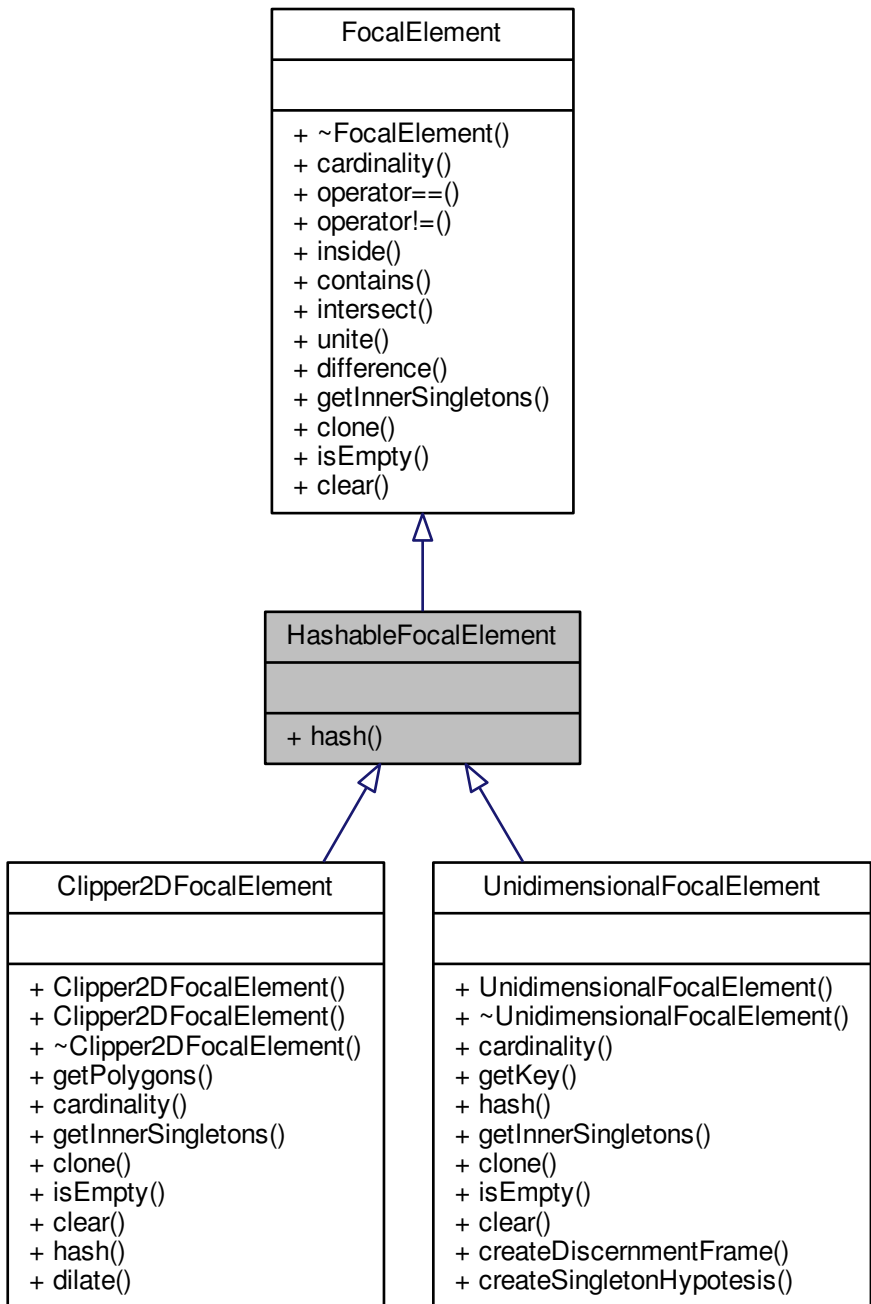 FocalElement
+ ~FocalElement()
+ cardinality()
+ operator==()
+ operator!=()
+ inside()
+ contains()
+ intersect()
+ unite()
+ difference()
+ getInnerSingletons()
+ clone()
+ isEmpty()
+ clear()
HashableFocalElement
+ hash()
Clipper2DFocalElement
+ Clipper2DFocalElement()
+ Clipper2DFocalElement()
+ ~Clipper2DFocalElement()
+ getPolygons()
+ cardinality()
+ getInnerSingletons()
+ clone()
+ isEmpty()
+ clear()
+ hash()
+ dilate()
UnidimensionalFocalElement
+ UnidimensionalFocalElement()
+ ~UnidimensionalFocalElement()
+ cardinality()
+ getKey()
+ hash()
+ getInnerSingletons()
+ clone()
+ isEmpty()
+ clear()
+ createDiscernmentFrame()
+ createSingletonHypotesis()